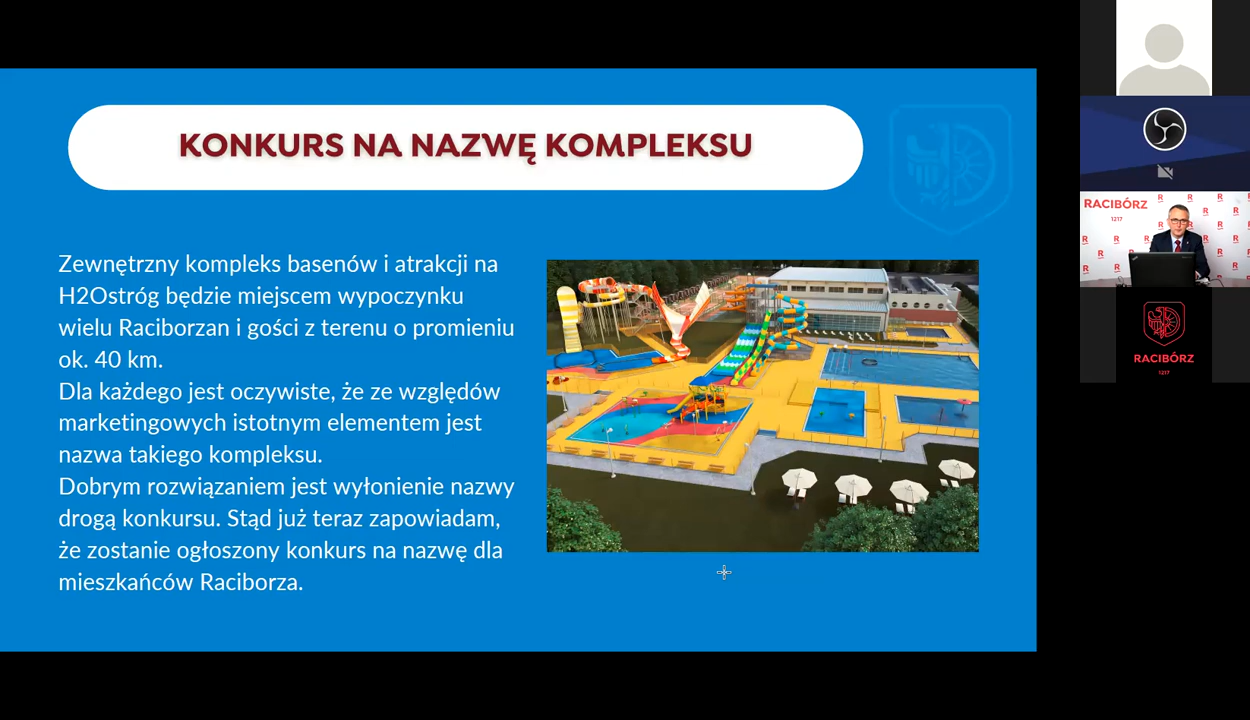 KONKURS NA NAZWĘ KOMPLEKSU
Zewnętrzny kompleks basenów i atrakcji na
H2Ostróg będzie miejscem wypoczynku
wielu Raciborzan i gości z terenu o promieniu
ok. 40 km.
Dla każdego jest oczywiste, że ze względów
marketingowych istotnym elementem jest
nazwa takiego kompleksu.
Dobrym rozwiązaniem jest wyłonienie nazwy
drogą konkursu. Stąd już teraz zapowiadam,
że zostanie ogłoszony konkurs na nazwę dla
mieszkańców Raciborza.
RACIBÓRZ
1217
RACIBÓRZ
1217